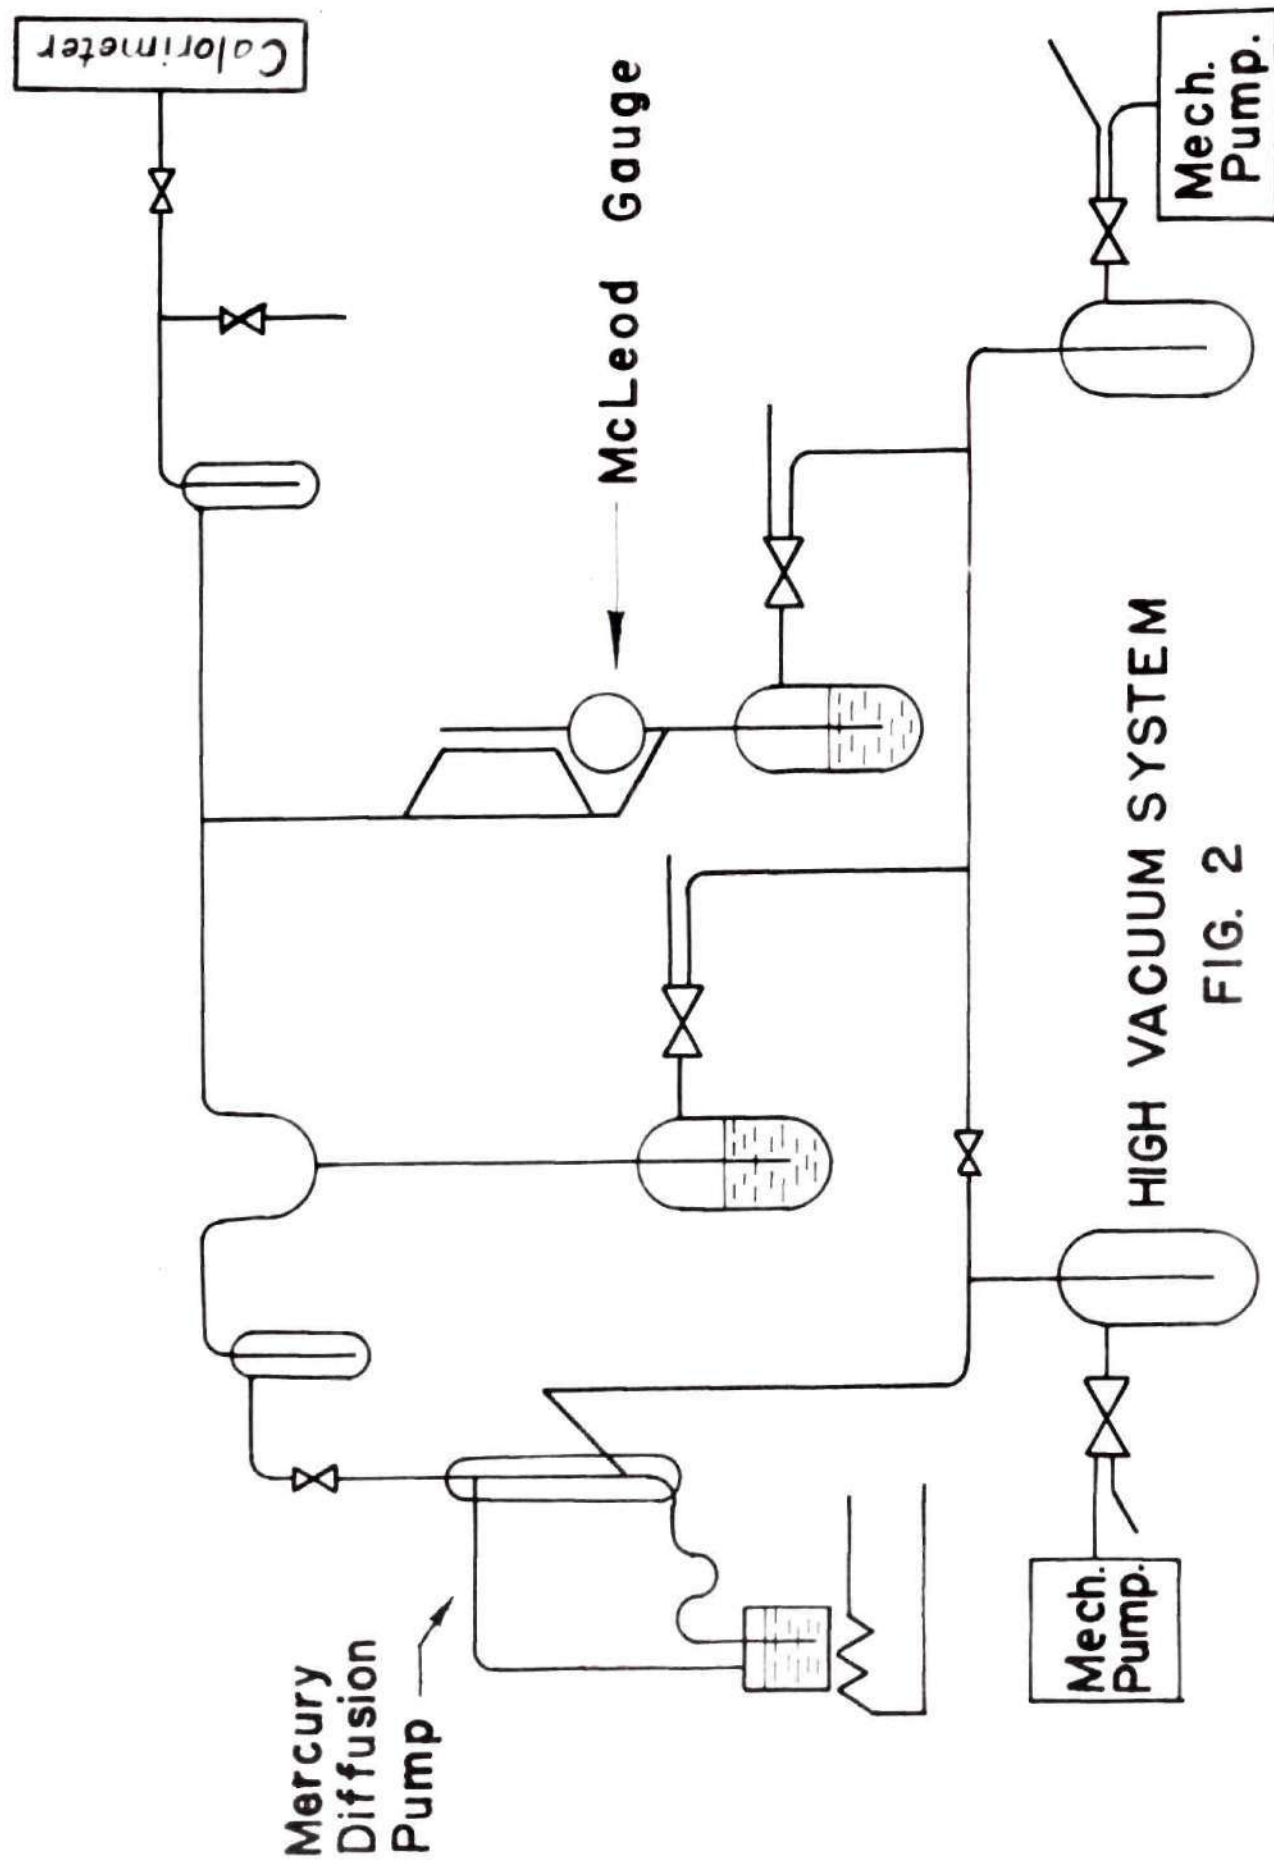 Calorimeter
McLeod Gauge
Mercury
Diffusion
Pump
Mech.
Pump.
Mech.
Pump.
HIGH VACUUM SYSTEM
FIG. 2